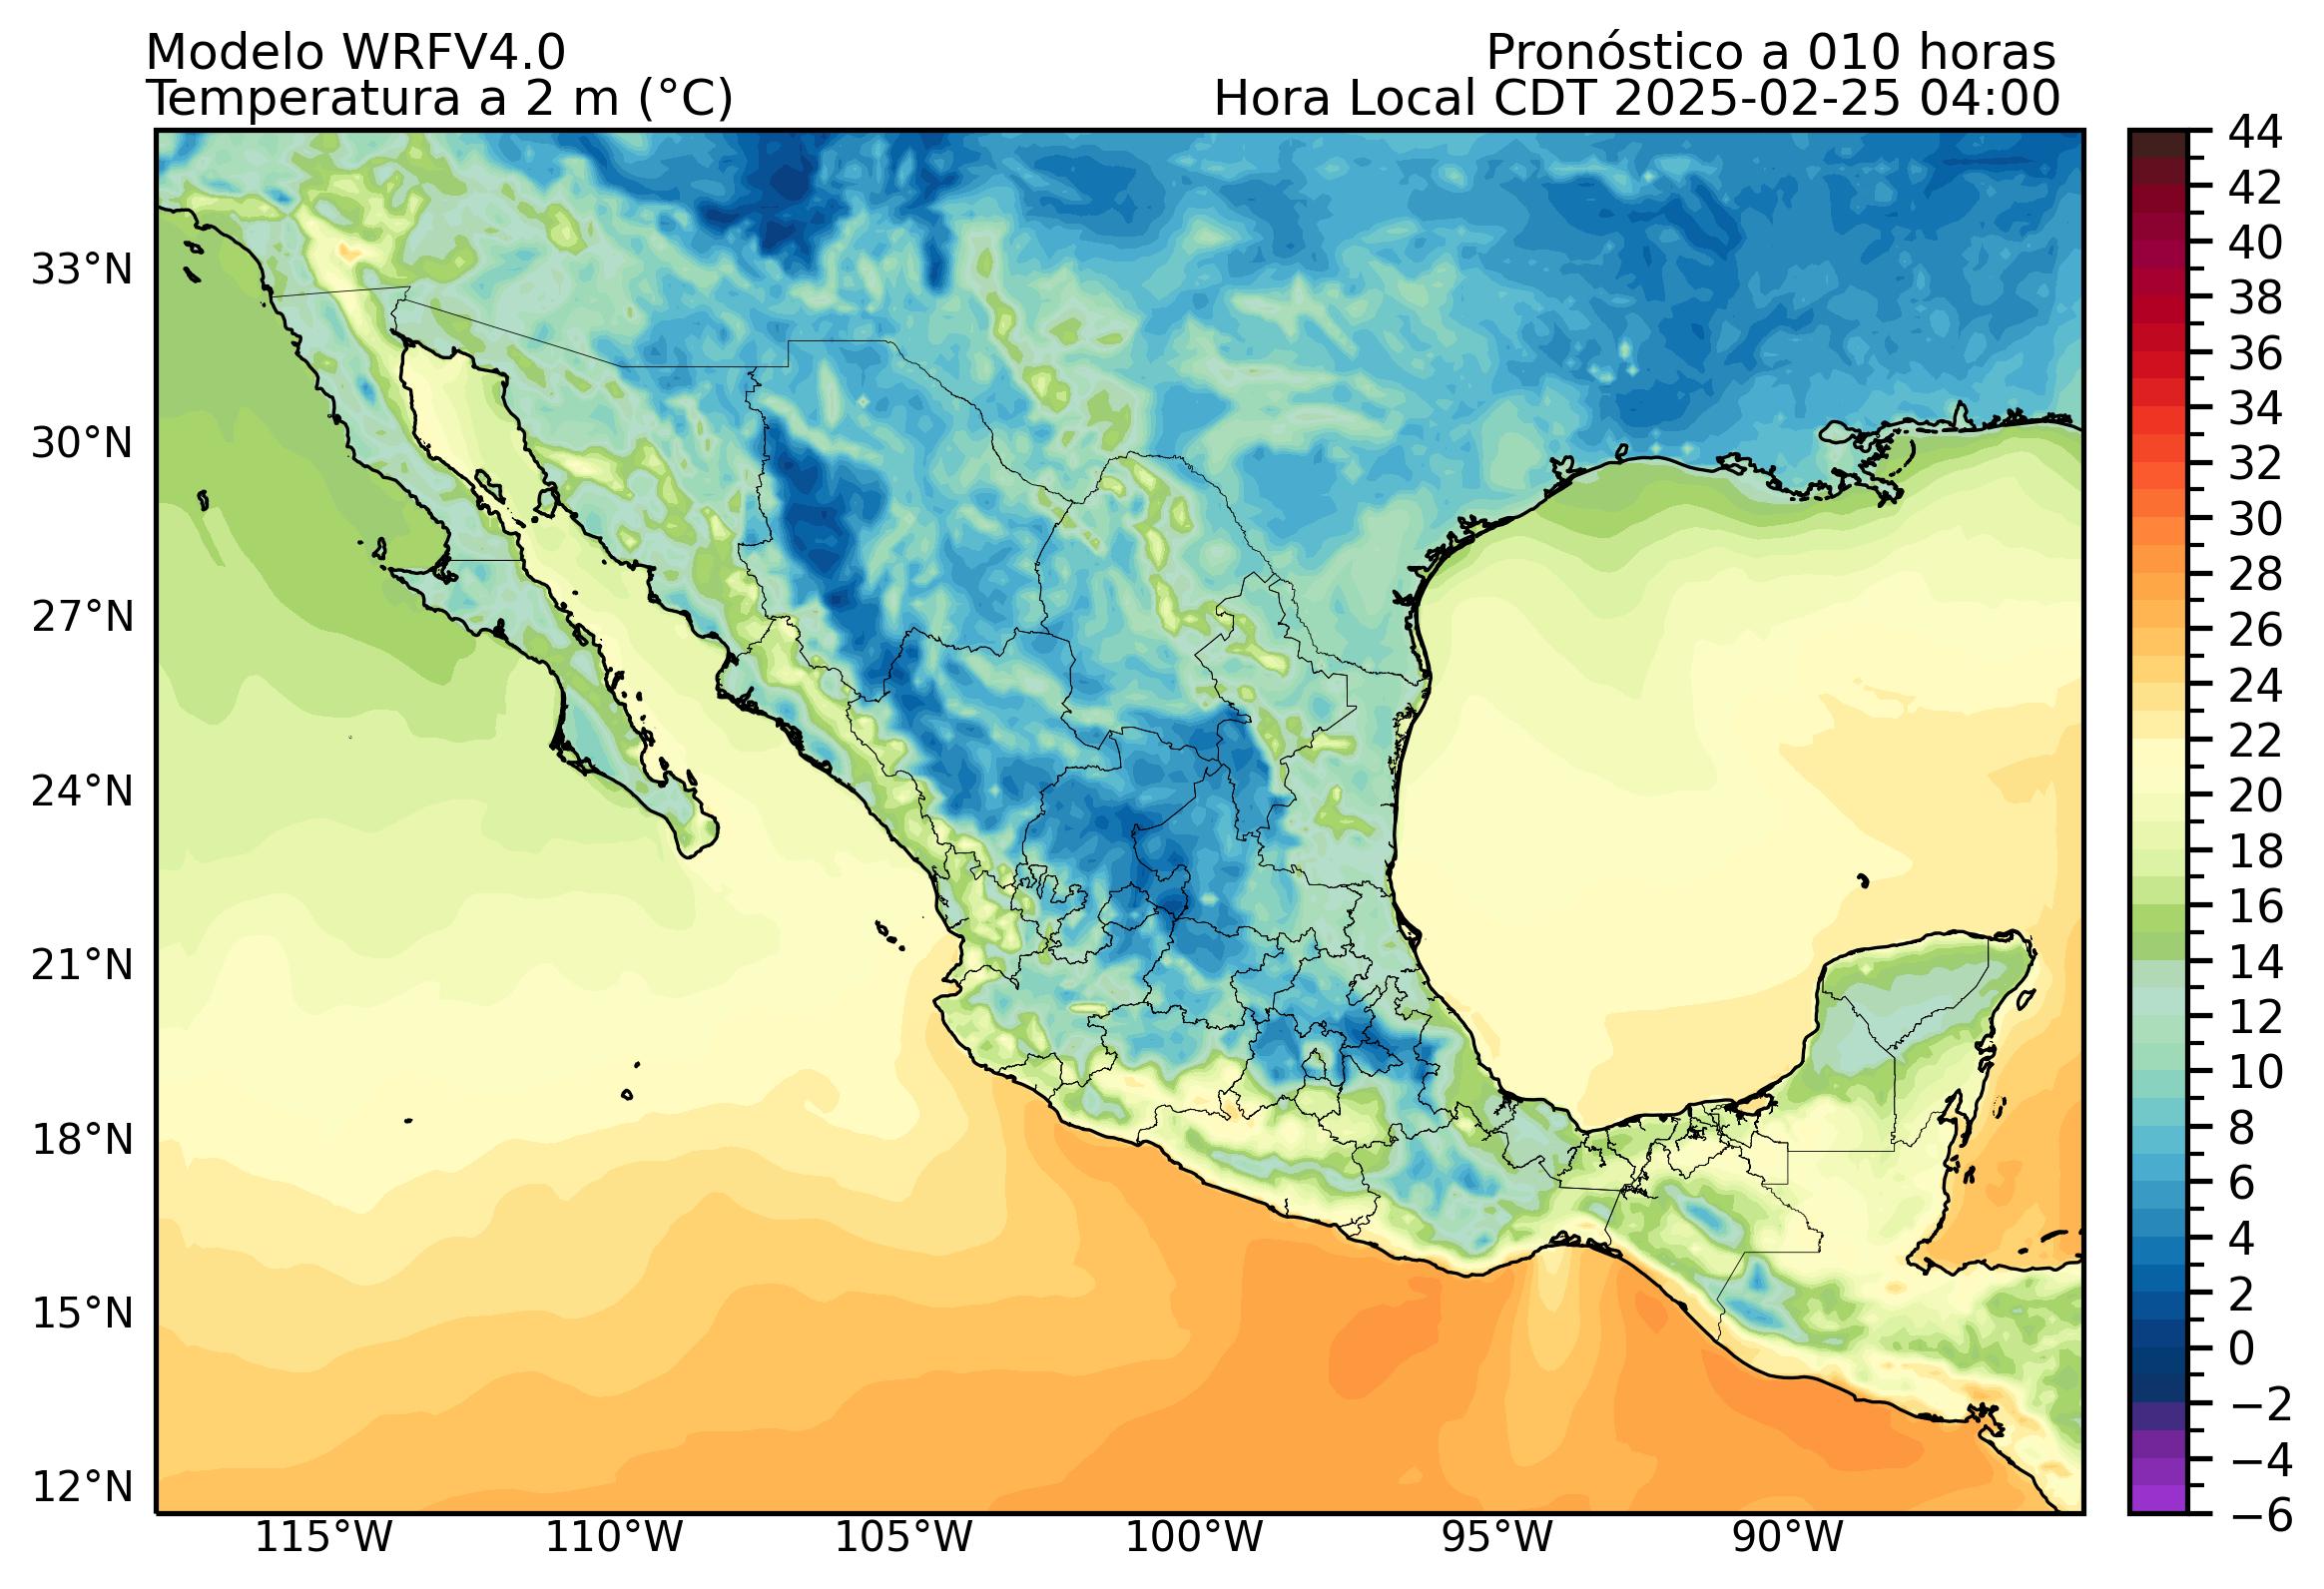 Modelo WRFV4.0
Pronóstico a 010 horas
Temperatura a 2 m (°C)
Hora Local CDT 2025-02-25 04:00
33°N
30°N
27°N
24°N
21°N
18°N
15°N
12°N
115°W
110°W
105°W
100°W
95°W
90°W
44
42
40
38
36
34
32
30
28
26
24
22
20
18
16
14
12
10
8
6
4
2
0
−2
−4
−6